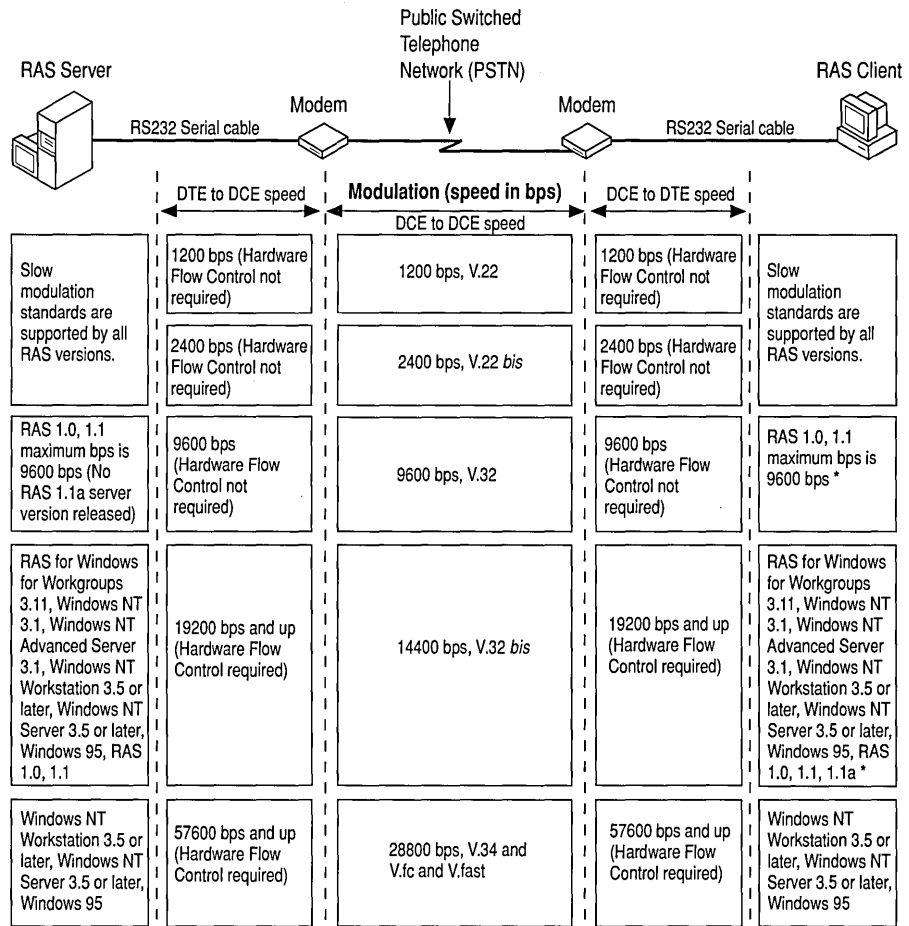 Public Switched
Telephone
Network (PSTN)
RAS Server
RAS Client
Modem
Modem
RS232 Serial cable
RS232 Serial cable
DTE to DCE speed
Modulation (speed in bps)
DCE to DTE speed
DCE to DCE speed
Slow
modulation
standards are
supported by all
RAS versions.
1200 bps (Hardware
Flow Control not
required)
1200 bps, V.22
1200 bps (Hardware
Flow Control not
required)
Slow
modulation
standards are
supported by all
RAS versions.
2400 bps (Hardware
Flow Control not
required)
2400 bps, V.22 bis
2400 bps (Hardware
Flow Control not
required)
RAS 1.0, 1.1
maximum bps is
9600 bps (No
RAS 1.1a server
version released)
9600 bps
(Hardware Flow
Control not
required)
9600 bps, V.32
9600 bps
(Hardware Flow
Control not
required)
RAS 1.0, 1.1
maximum bps is
9600 bps *
RAS for Windows
for Workgroups
3.11, Windows NT
3.1, Windows NT
Advanced Server
3.1, Windows NT
Workstation 3.5 or
later, Windows NT
Server 3.5 or later,
Windows 95, RAS
1.0, 1.1
19200 bps and up
(Hardware Flow
Control required)
14400 bps, V.32 bis
19200 bps and up
(Hardware Flow
Control required)
RAS for Windows
for Workgroups
3.11, Windows NT
3.1, Windows NT
Advanced Server
3.1, Windows NT
Workstation 3.5 or
later, Windows NT
Server 3.5 or later,
Windows 95, RAS
1.0, 1.1, 1.1a *
Windows NT
Workstation 3.5 or
later, Windows NT
Server 3.5 or later,
Windows 95
57600 bps and up
(Hardware Flow
Control required)
28800 bps, V.34 and
V.fc and V.fast
57600 bps and up
(Hardware Flow
Control required)
Windows NT
Workstation 3.5 or
later, Windows NT
Server 3.5 or later,
Windows 95